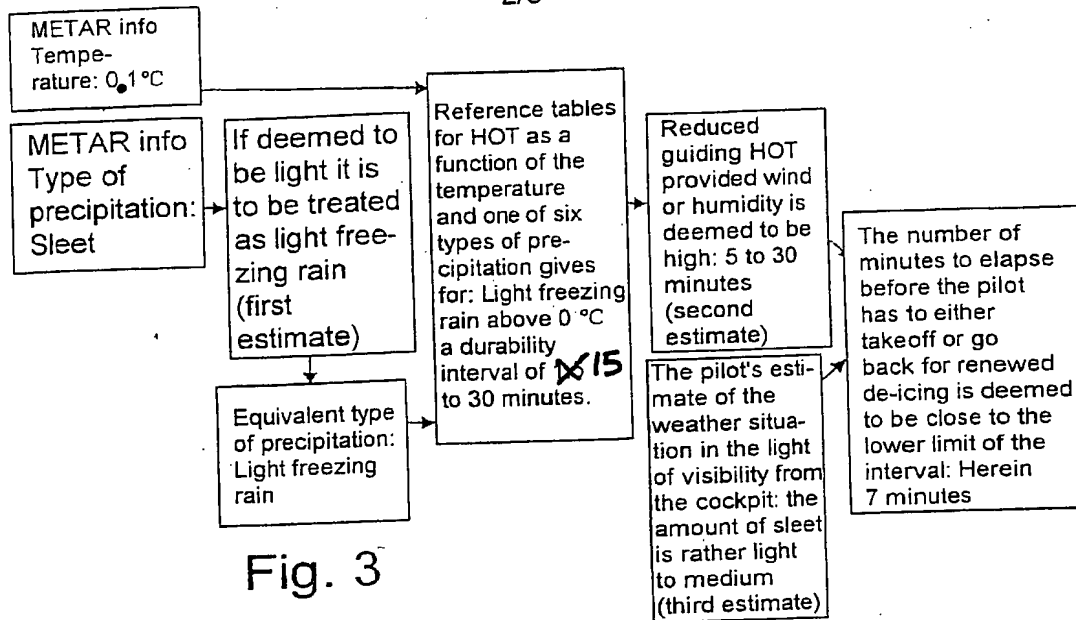 METAR info
Tempe-
rature: 0.1°C
METAR info
Type of
precipitation:
Sleet
If deemed to
be light it is
to be treated
as light free-
zing rain
(first
estimate)
Equivalent type
of precipitation:
Light freezing
rain
Reference tables
for HOT as a
function of the
temperature
and one of six
types of pre-
cipitation gives
for: Light freezing
rain above 0 °C
a durability
interval of 15
to 30 minutes.
Reduced
guiding HOT
provided wind
or humidity is
deemed to be
high: 5 to 30
minutes
(second
estimate)
The pilot's esti-
mate of the
weather situa-
tion in the light
of visibility from
the cockpit: the
amount of sleet
is rather light
to medium
(third estimate)
The number of
minutes to elapse
before the pilot
has to either
takeoff or go
back for renewed
de-icing is deemed
to be close to the
lower limit of the
interval: Herein
7 minutes
Fig. 3